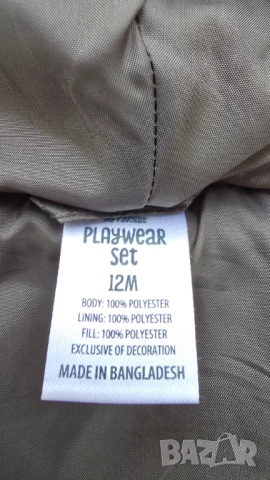 PLAYWEAR
Set
12M
BODY: 100% POLYESTER
LINING: 100% POLYESTER
FILL: 100% POLYESTER
EXCLUSIVE OF DECORATION
MADE IN BANGLADESH
BAZAR